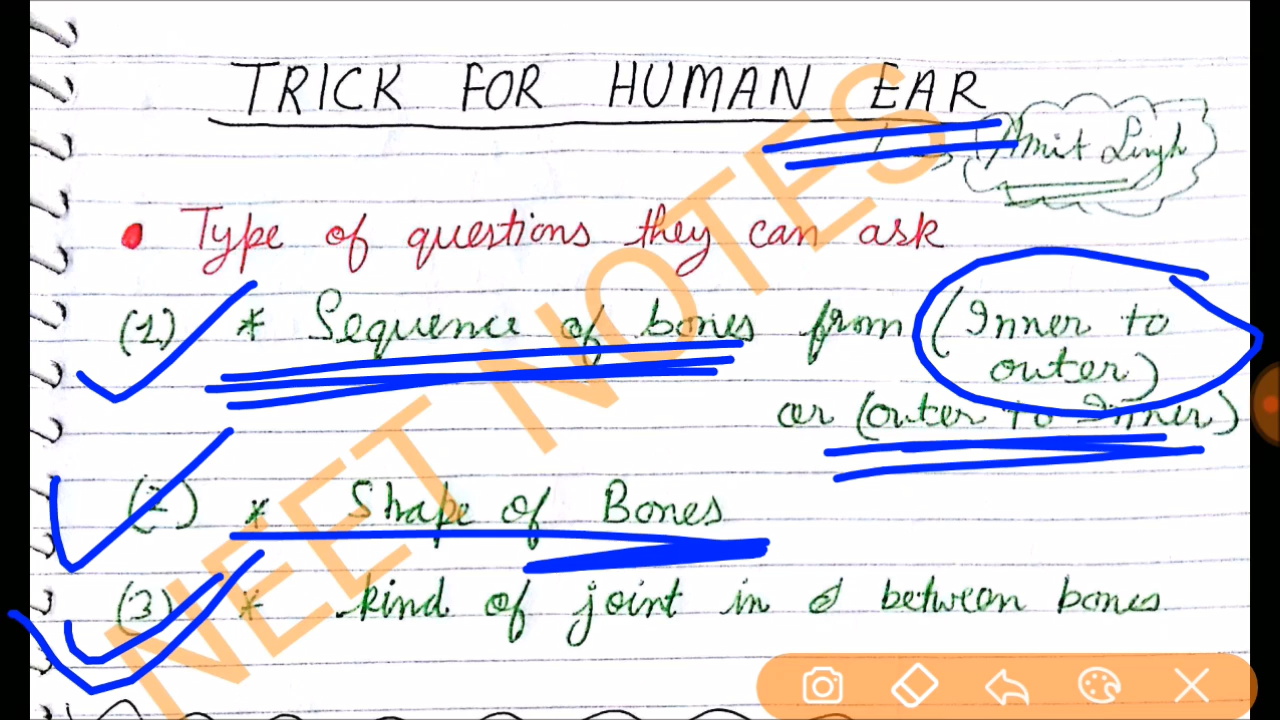 TRICK FOR HUMAN EAR
Amit Singh
• Type of questions they can ask
(1) * Sequence of bones from (Inner to
outer)
or (outer to Inner)
(2) * Shape of Bones
(3) * kind of joint in between bones
NEET NOTES